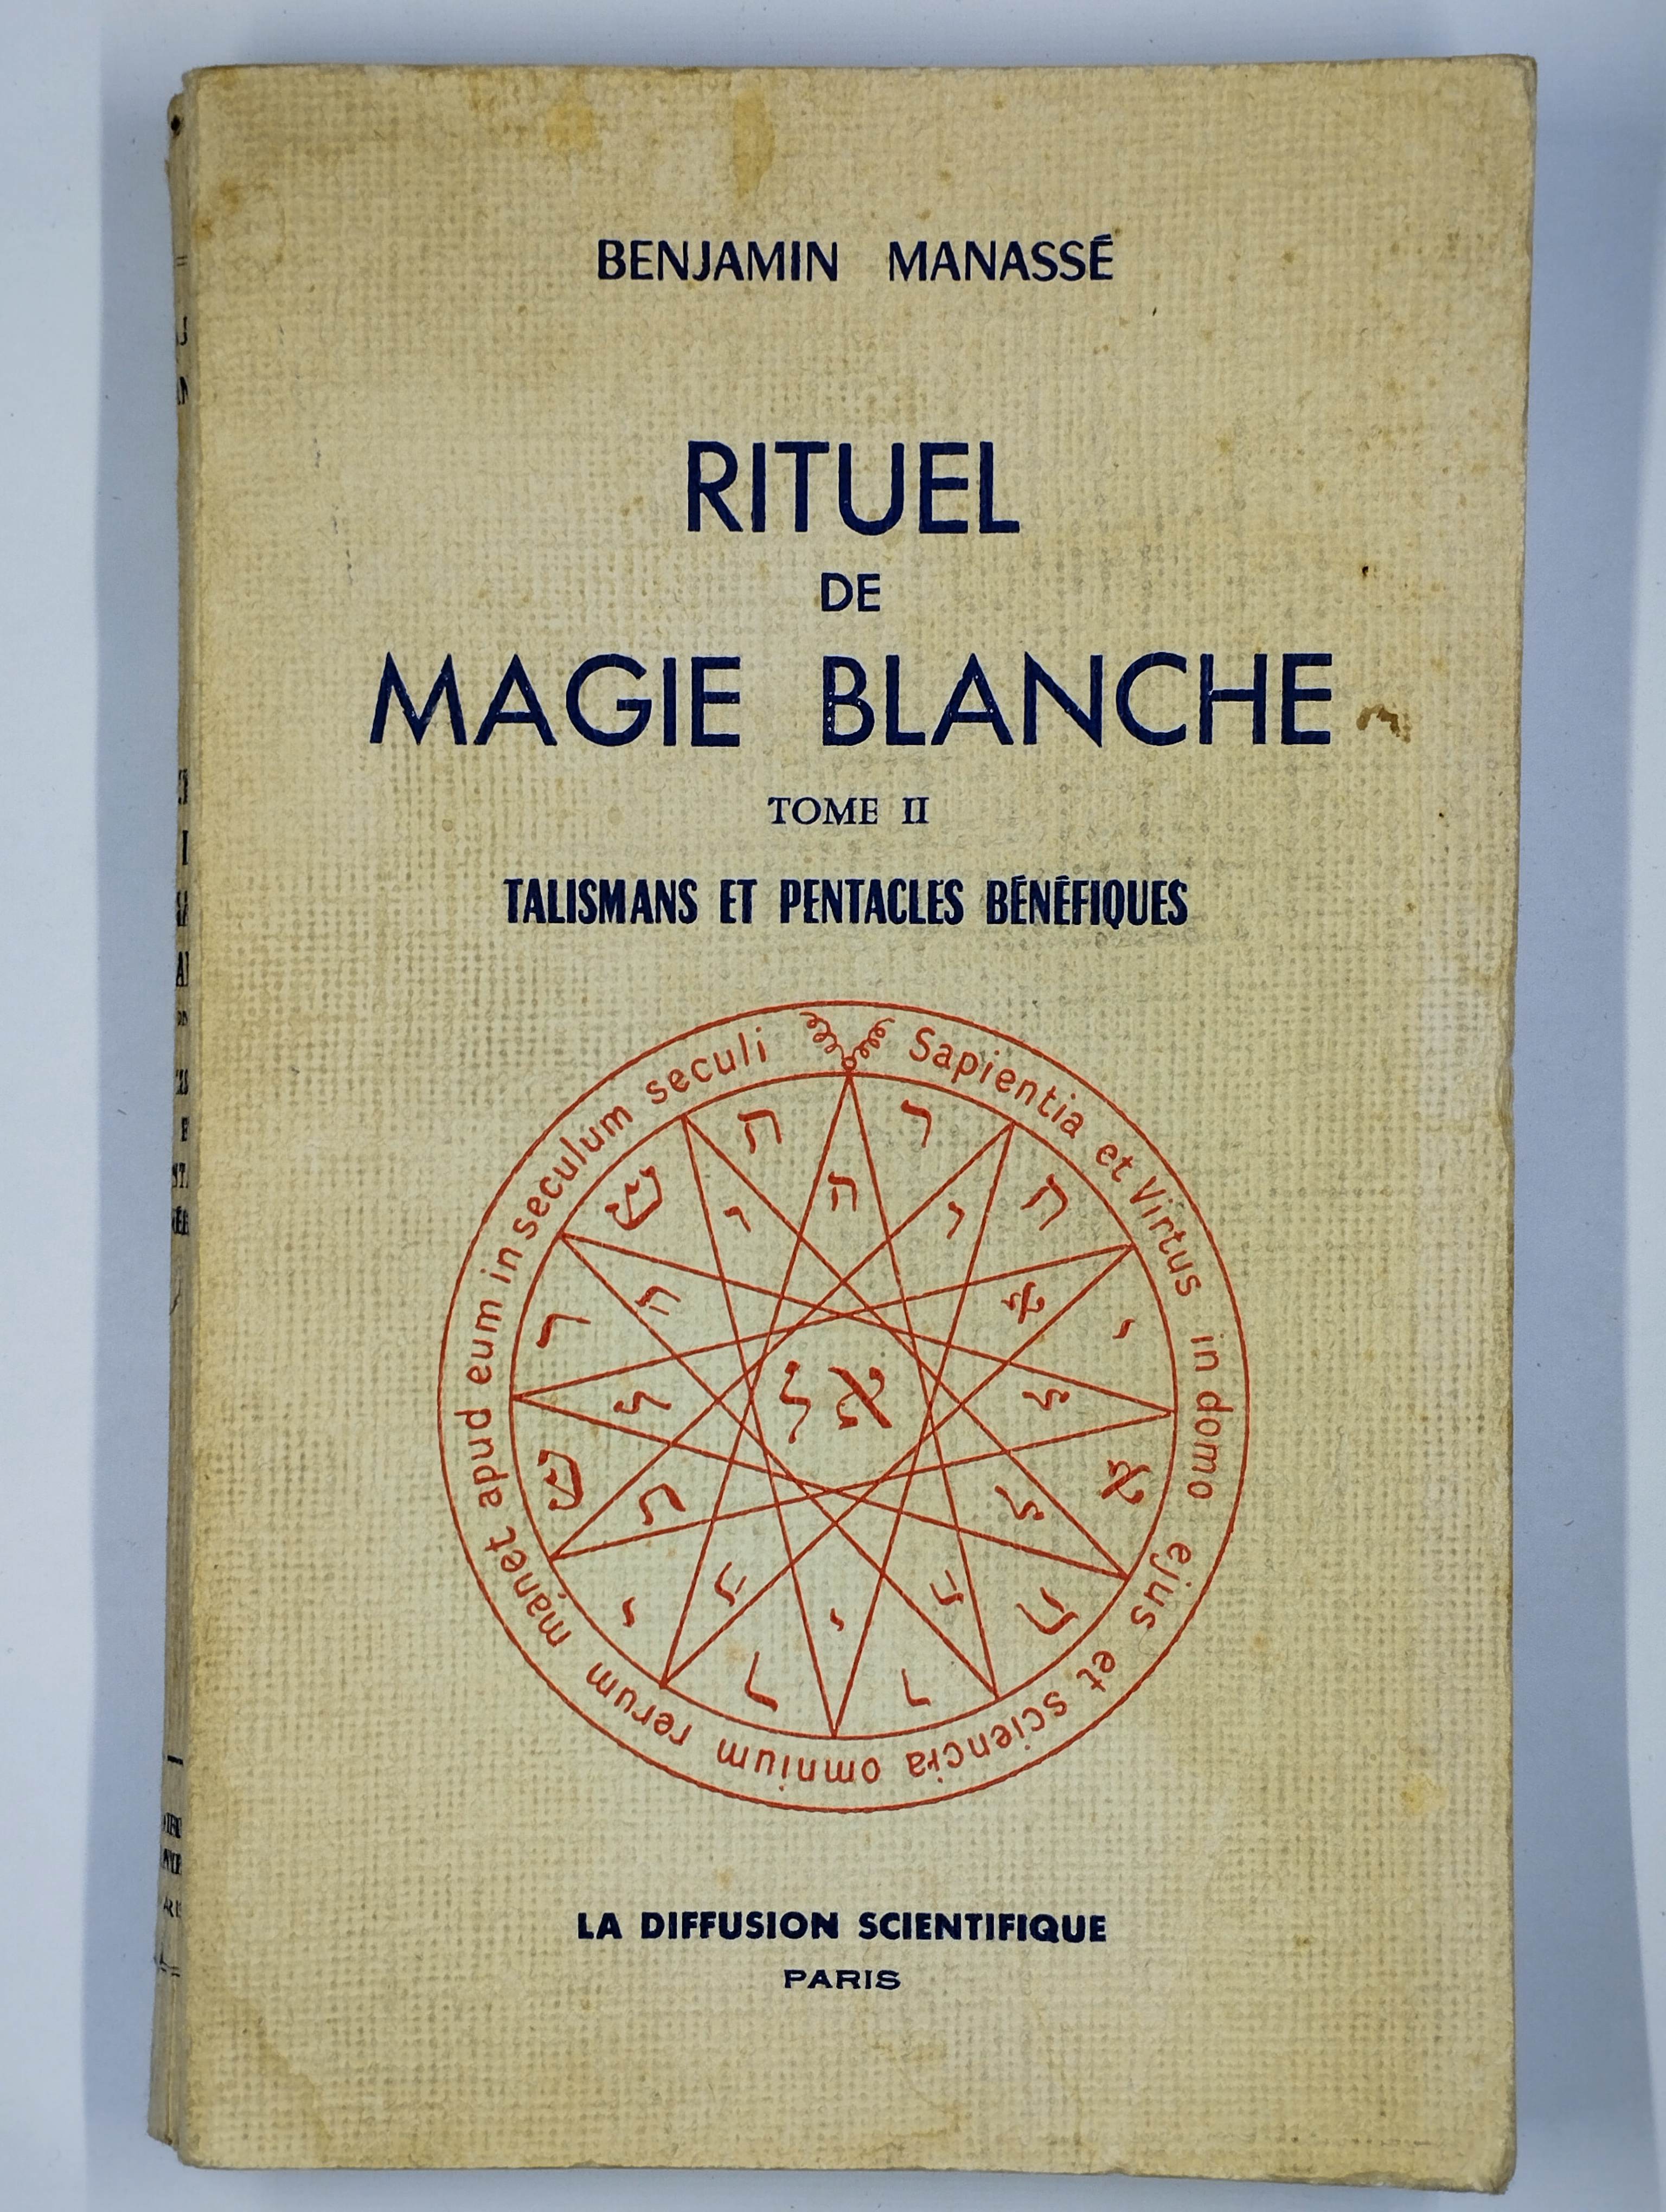 BENJAMIN MANASSÉ
RITUEL
DE
MAGIE BLANCHE
TOME II
TALISMANS ET PENTACLES BÉNÉFIQUES
Sapientia et Virtus in domo ejus et sciencia omnium rerum manet apud eum in seculum seculi
אל
LA DIFFUSION SCIENTIFIQUE
PARIS